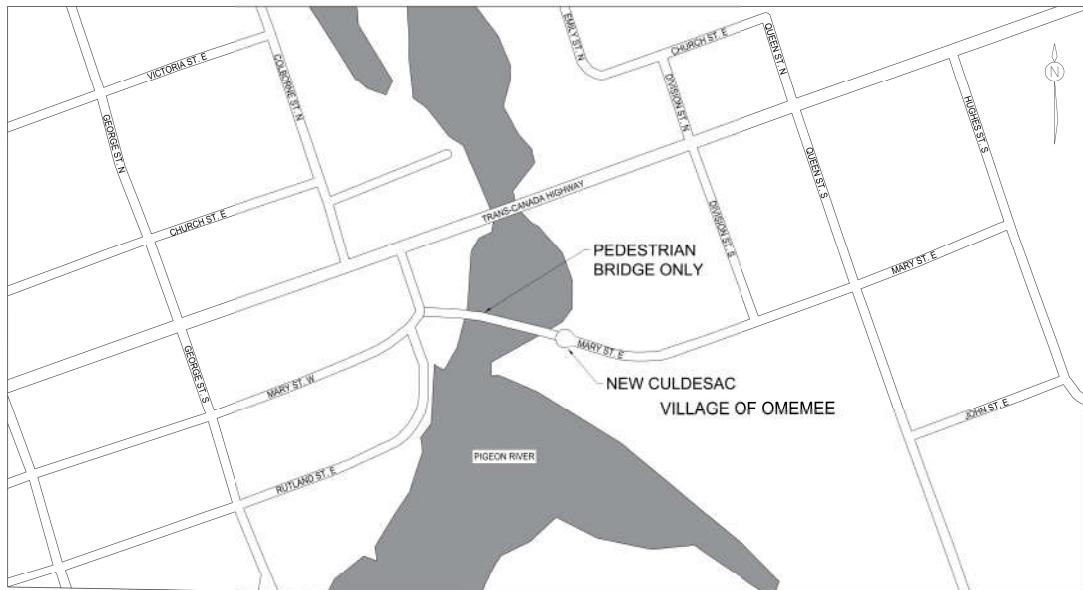 EMILY ST. N
CHURCH ST. E
QUEEN ST. N
VICTORIA ST. E
COLBORNE ST. N
N
DIVISION ST. N
HUGHES ST. S
GEORGE ST. N
QUEEN ST. S
TRANS-CANADA HIGHWAY
CHURCH ST. E
DIVISION ST. S
PEDESTRIAN
BRIDGE ONLY
MARY ST. E
MARY ST. E
GEORGE ST. S
MARY ST. W
NEW CULDESAC
VILLAGE OF OMEMEE
JOHN ST. E
PIGEON RIVER
RUTLAND ST. E